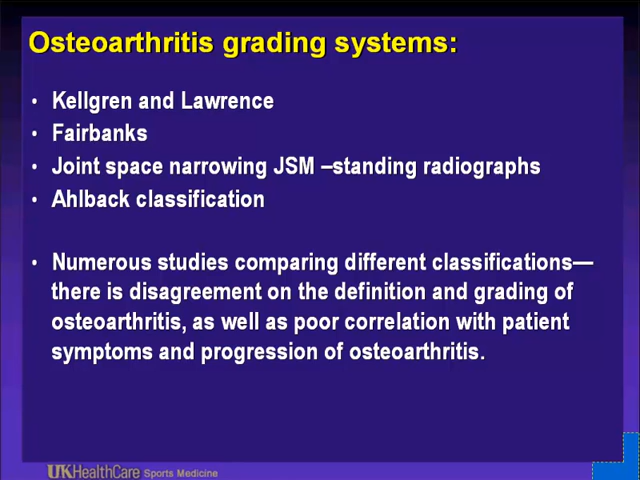 Osteoarthritis grading systems:
• Kellgren and Lawrence
• Fairbanks
• Joint space narrowing JSM –standing radiographs
• Ahlback classification
• Numerous studies comparing different classifications—
there is disagreement on the definition and grading of
osteoarthritis, as well as poor correlation with patient
symptoms and progression of osteoarthritis.
UKHealthCare Sports Medicine